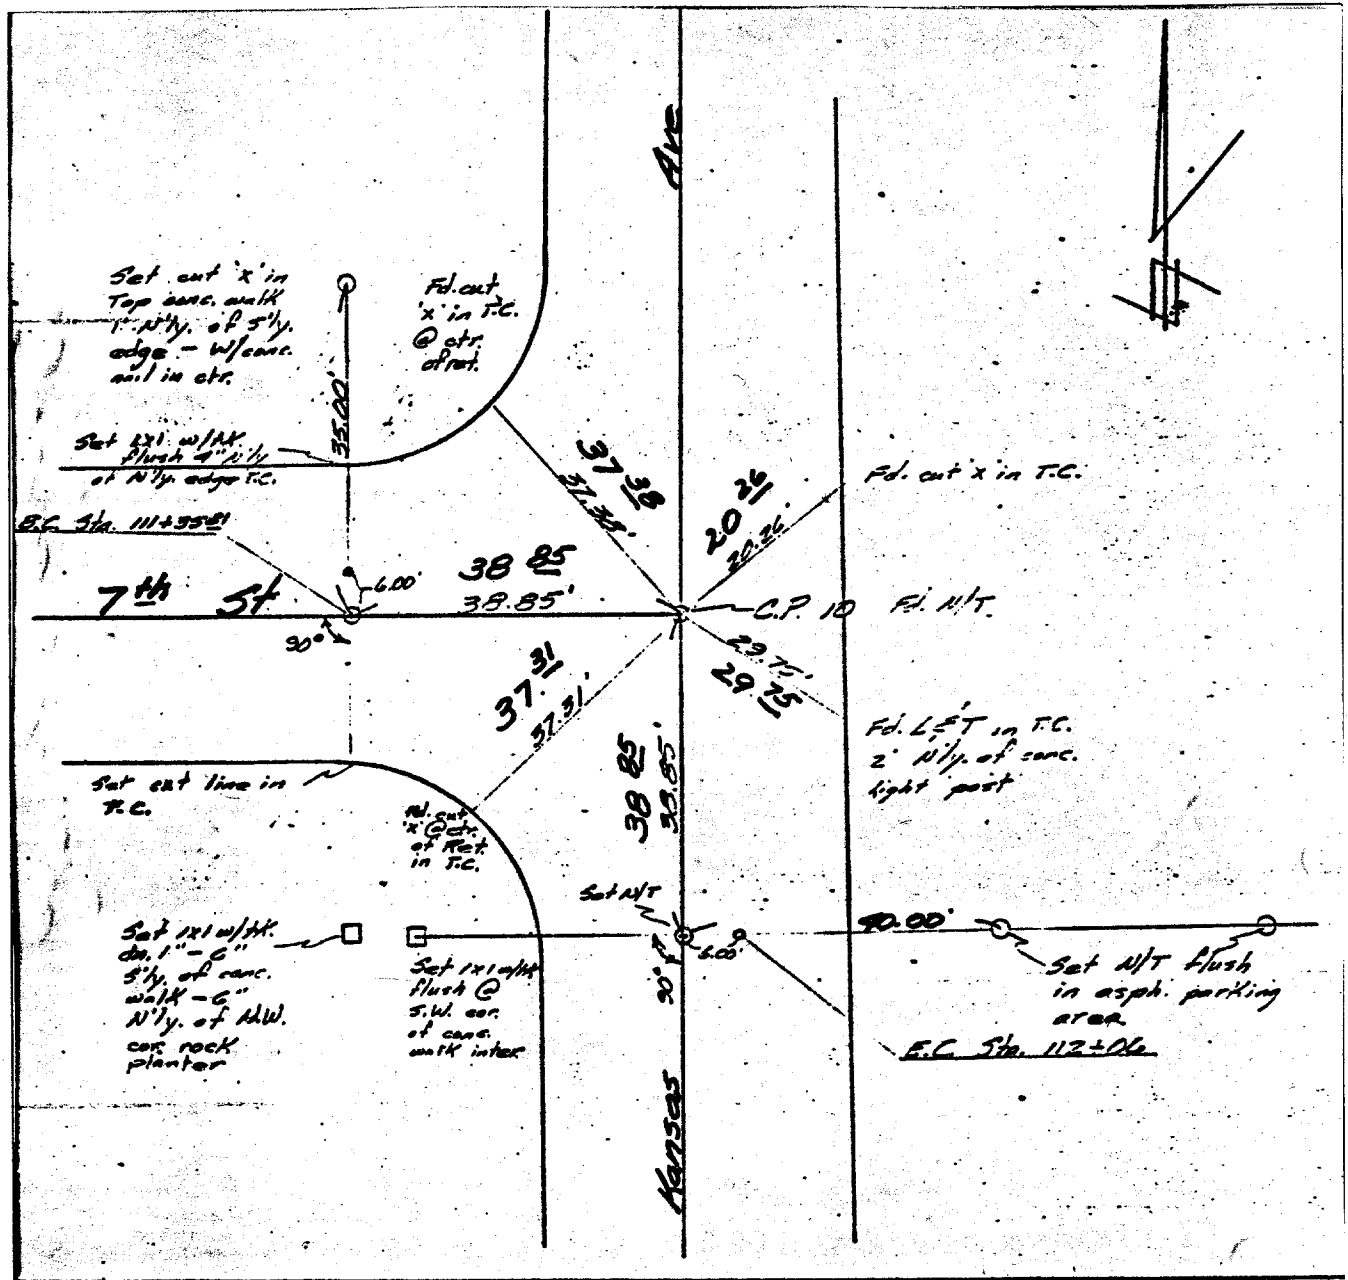 Ave
Set cut 'x' in
Top conc. walk
1' N'ly. of S'ly.
edge - W/conc.
nail in ctr.
Fd. cut
'x' in T.C.
@ ctr.
of ret.
35.00'
Set 1x1 w/HK.
flush 4" N'ly
of N'ly. edge T.C.
B.C. Sta. 111+35 81
37 38
37.38'
20 26
20.26'
Fd. cut 'x' in T.C.
7th St
6.00'
38 85
38.85'
C.P. 10 Fd. N/T.
90°
37.31
37.31'
29.75'
29 75
Fd. L&T in T.C.
2' N'ly. of conc.
light post
38 85
38.85'
Set cut line in
T.C.
Fd. cut
'x' @ ctr.
of Ret.
in T.C.
Set N/T
6.00'
90°
40.00'
Set 1x1 w/HK.
dn. 1" - 6"
S'ly. of conc.
walk - 6"
N'ly. of N.W.
cor. rock
planter
Set 1x1 w/HK
flush @
S.W. cor.
of conc.
walk inter
Set N/T flush
in asph. parking
area
E.C. Sta. 112+06
Kansas